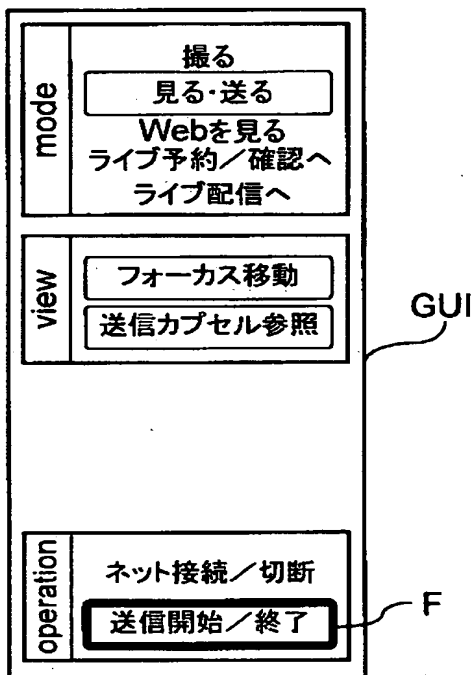 mode
撮る
見る・送る
Webを見る
ライブ予約／確認へ
ライブ配信へ
view
フォーカス移動
送信カプセル参照
GUI
operation
ネット接続／切断
送信開始／終了
F